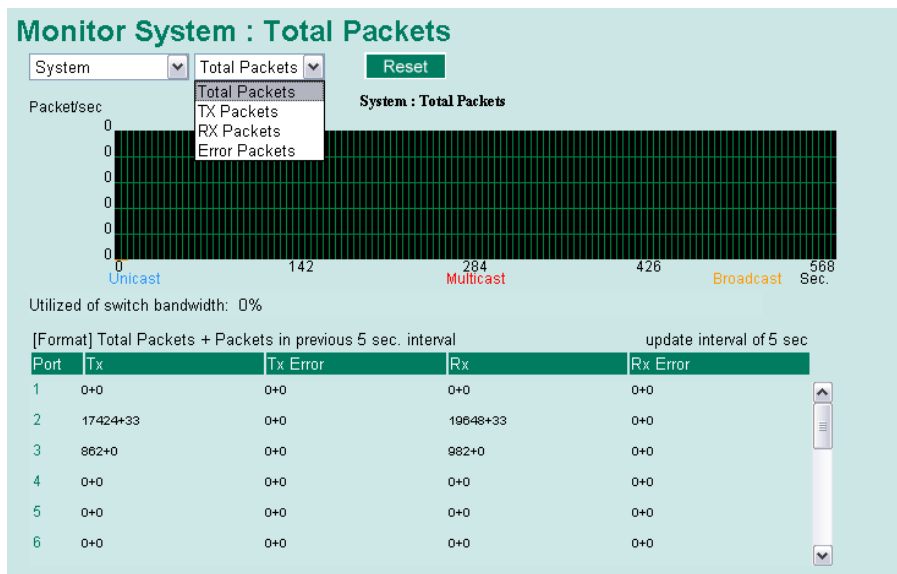 Monitor System : Total Packets
System Total Packets Reset
Total Packets
TX Packets
RX Packets
Error Packets
Packet/sec
System : Total Packets
0
0
0
0
0
0
0 142 284 426 568
Unicast Multicast Broadcast Sec.
Utilized of switch bandwidth: 0%
[Format] Total Packets + Packets in previous 5 sec. interval update interval of 5 sec
Port Tx Tx Error Rx Rx Error
1 0+0 0+0 0+0 0+0
2 17424+33 0+0 19648+33 0+0
3 862+0 0+0 982+0 0+0
4 0+0 0+0 0+0 0+0
5 0+0 0+0 0+0 0+0
6 0+0 0+0 0+0 0+0